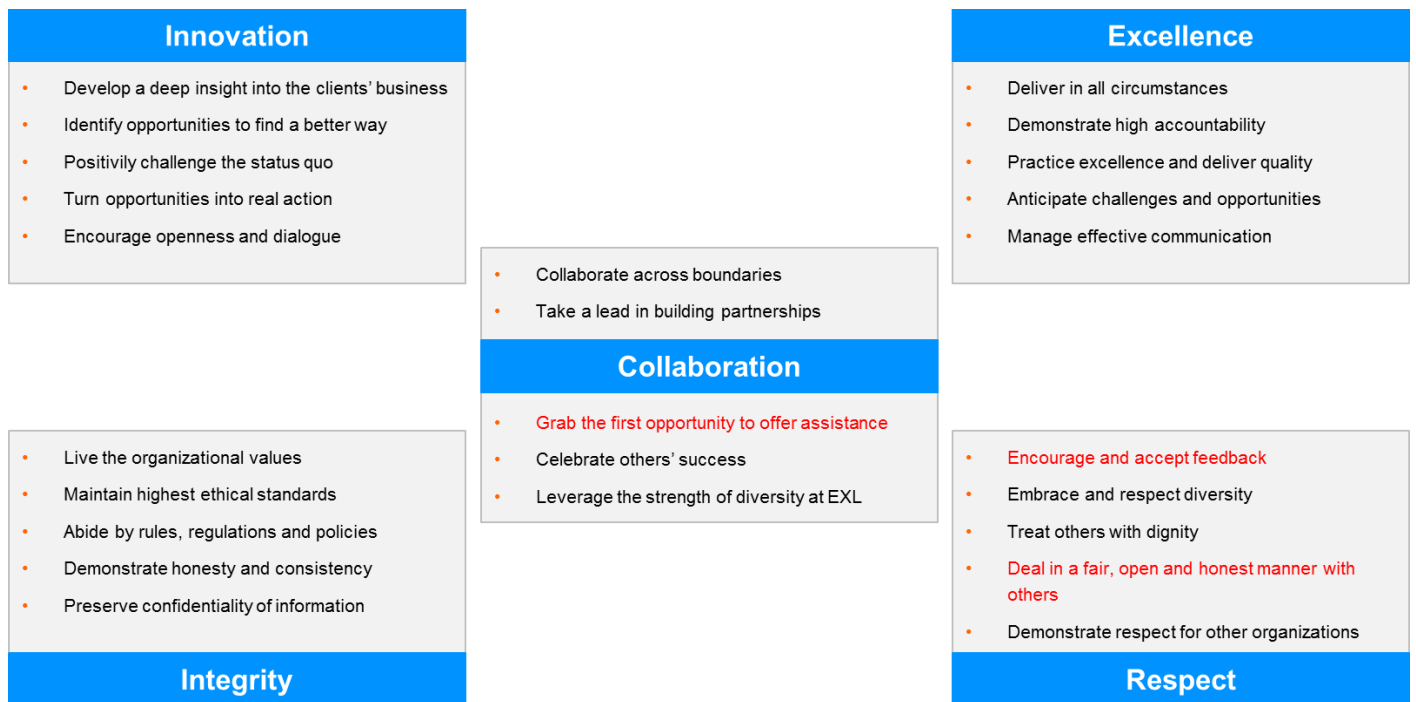 Innovation
Develop a deep insight into the clients' business
Identify opportunities to find a better way
Positivily challenge the status quo
Turn opportunities into real action
Encourage openness and dialogue
Excellence
Deliver in all circumstances
Demonstrate high accountability
Practice excellence and deliver quality
Anticipate challenges and opportunities
Manage effective communication
Collaborate across boundaries
Take a lead in building partnerships
Collaboration
Grab the first opportunity to offer assistance
Celebrate others' success
Leverage the strength of diversity at EXL
Live the organizational values
Maintain highest ethical standards
Abide by rules, regulations and policies
Demonstrate honesty and consistency
Preserve confidentiality of information
Integrity
Encourage and accept feedback
Embrace and respect diversity
Treat others with dignity
Deal in a fair, open and honest manner with
others
Demonstrate respect for other organizations
Respect